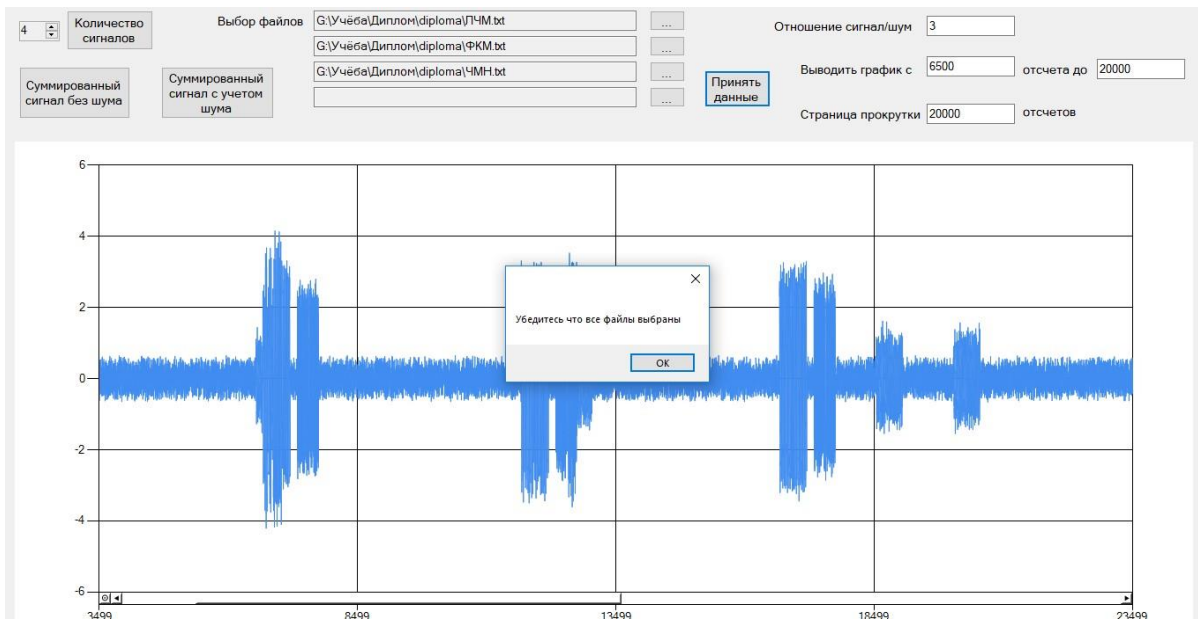 4
Количество
сигналов
Выбор файлов
G:\Учёба\Диплом\diploma\ЛЧМ.txt
...
G:\Учёба\Диплом\diploma\ФКМ.txt
...
G:\Учёба\Диплом\diploma\ЧМН.txt
...
...
Суммированный
сигнал без шума
Суммированный
сигнал с учетом
шума
Принять
данные
Отношение сигнал/шум 3
Выводить график с 6500 отсчета до 20000
Страница прокрутки 20000 отсчетов
6
4
2
0
-2
-4
-6
Убедитесь что все файлы выбраны
OK
3499 8499 13499 18499 23499